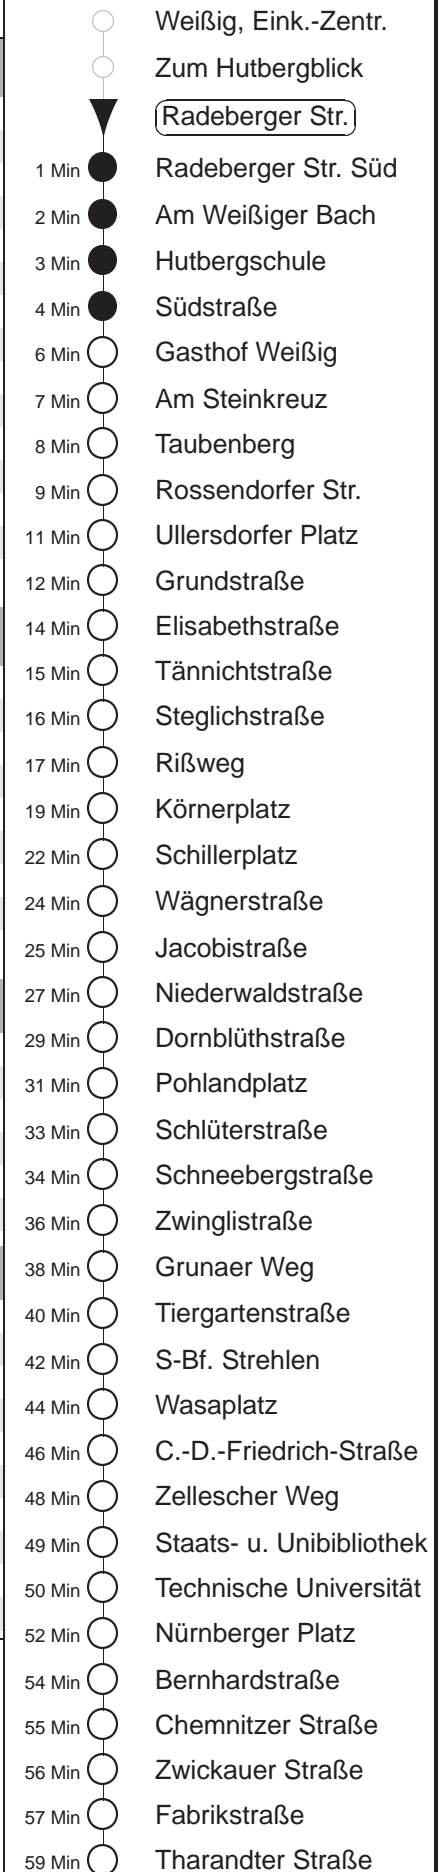 Weißig, Eink.-Zentr.
Zum Hutbergblick
Radeberger Str.
1 Min Radeberger Str. Süd
2 Min Am Weißiger Bach
3 Min Hutbergschule
4 Min Südstraße
6 Min Gasthof Weißig
7 Min Am Steinkreuz
8 Min Taubenberg
9 Min Rossendorfer Str.
11 Min Ullersdorfer Platz
12 Min Grundstraße
14 Min Elisabethstraße
15 Min Tännichtstraße
16 Min Steglichstraße
17 Min Rißweg
19 Min Körnerplatz
22 Min Schillerplatz
24 Min Wägnerstraße
25 Min Jacobistraße
27 Min Niederwaldstraße
29 Min Dornblüthstraße
31 Min Pohlandplatz
33 Min Schlüterstraße
34 Min Schneebergstraße
36 Min Zwinglistraße
38 Min Grunaer Weg
40 Min Tiergartenstraße
42 Min S-Bf. Strehlen
44 Min Wasaplatz
46 Min C.-D.-Friedrich-Straße
48 Min Zellescher Weg
49 Min Staats- u. Unibibliothek
50 Min Technische Universität
52 Min Nürnberger Platz
54 Min Bernhardstraße
55 Min Chemnitzer Straße
56 Min Zwickauer Straße
57 Min Fabrikstraße
59 Min Tharandter Straße